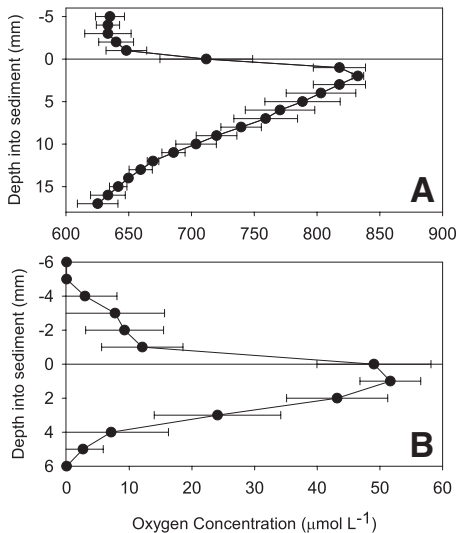 Depth into sediment (mm)
-5
0
5
10
15
A
600 650 700 750 800 850 900
Depth into sediment (mm)
-6
-4
-2
0
2
4
6
B
0 10 20 30 40 50 60
Oxygen Concentration (μmol L-1)